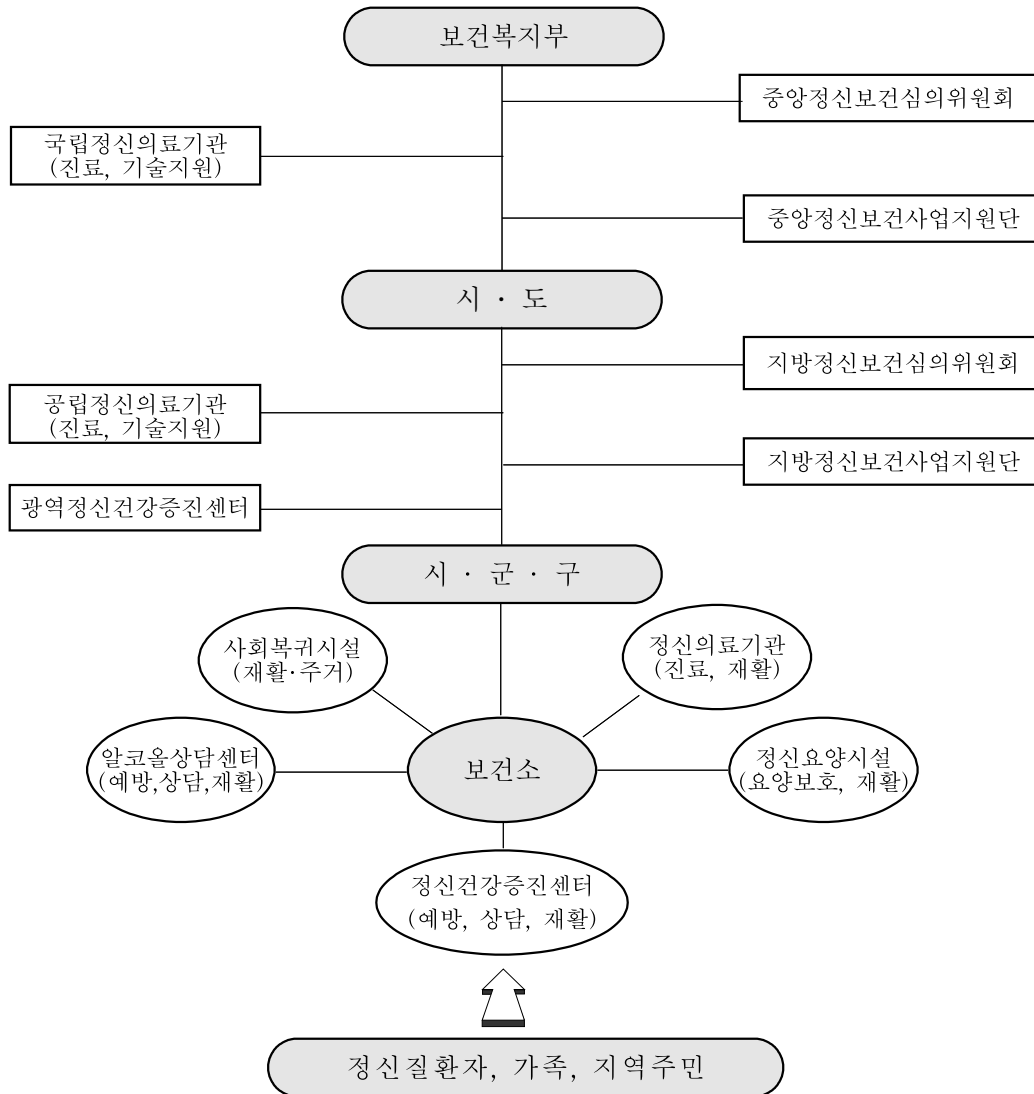 보건복지부
중앙정신보건심의위원회
국립정신의료기관
(진료, 기술지원)
중앙정신보건사업지원단
시 · 도
지방정신보건심의위원회
공립정신의료기관
(진료, 기술지원)
지방정신보건사업지원단
광역정신건강증진센터
시 · 군 · 구
사회복귀시설
(재활·주거)
정신의료기관
(진료, 재활)
알코올상담센터
(예방,상담,재활)
보건소
정신요양시설
(요양보호, 재활)
정신건강증진센터
(예방, 상담, 재활)
정신질환자, 가족, 지역주민